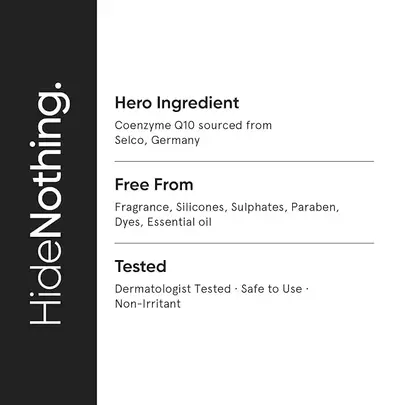 HideNothing.
Hero Ingredient
Coenzyme Q10 sourced from
Selco, Germany
Free From
Fragrance, Silicones, Sulphates, Paraben,
Dyes, Essential oil
Tested
Dermatologist Tested · Safe to Use ·
Non-Irritant